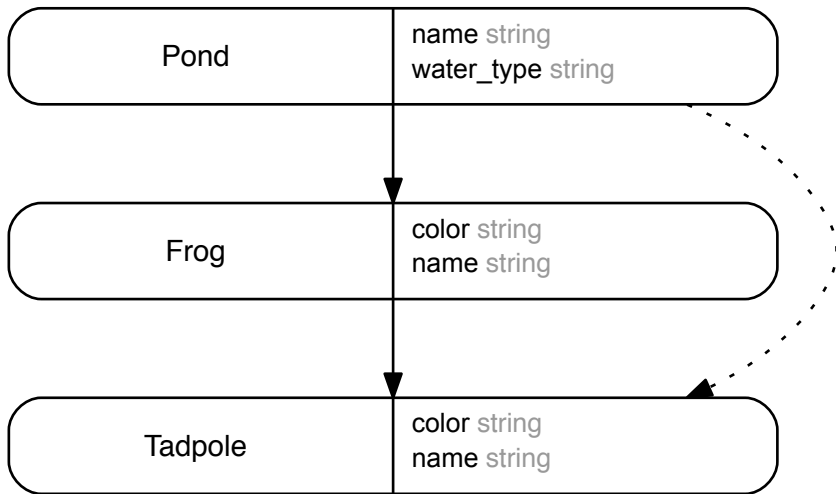 Pond
name string
water_type string
Frog
color string
name string
Tadpole
color string
name string